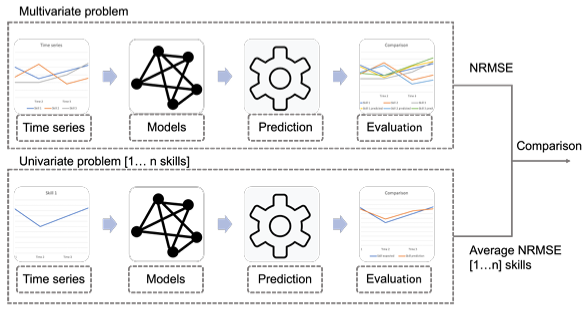 Multivariate problem
Time series
Comparison
Time series
Models
Prediction
Evaluation
NRMSE
Comparison
Univariate problem [1… n skills]
Skill 1
Comparison
Time series
Models
Prediction
Evaluation
Average NRMSE
[1…n] skills